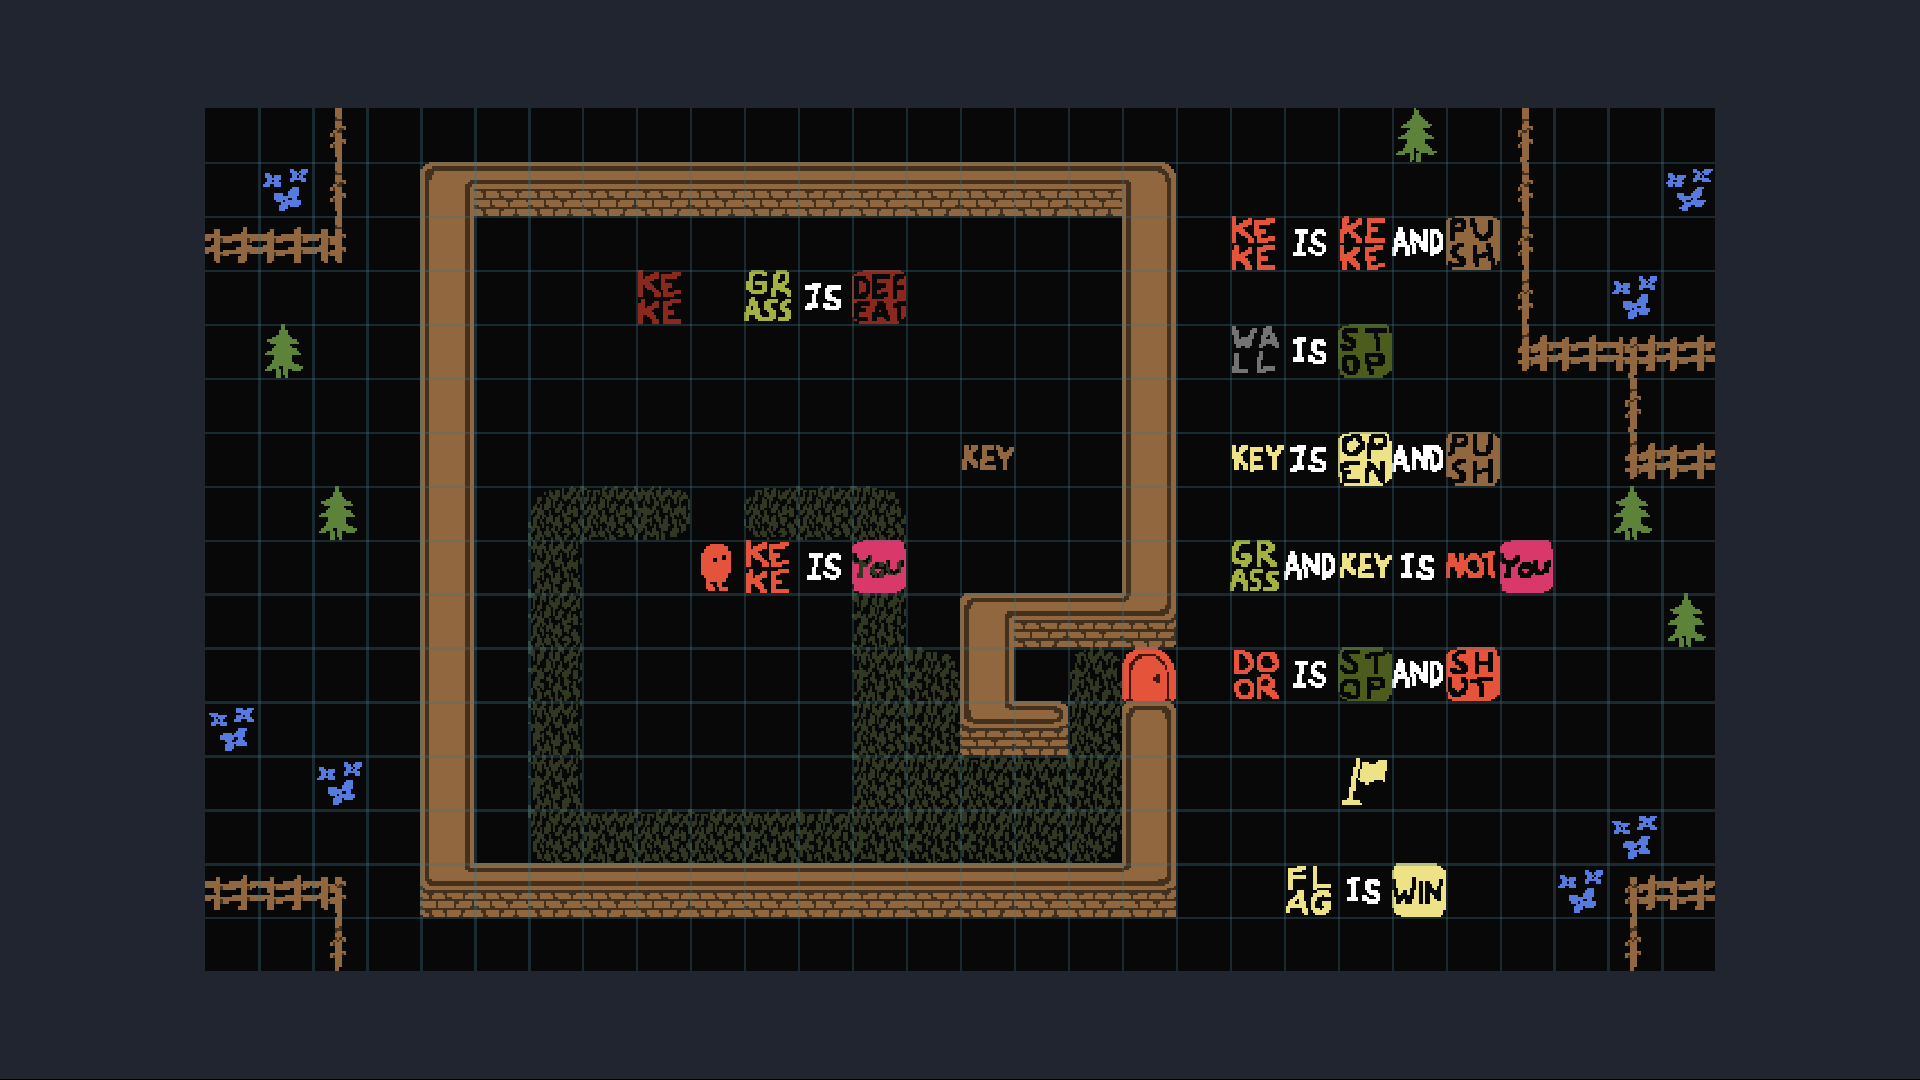 KEKE IS KEKE AND PUSH
KEKE GRASS IS DEFEAT
WALL IS STOP
KEY
KEY IS OPEN AND PUSH
KEKE IS YOU
GRASS AND KEY IS NOT YOU
DOOR IS STOP AND SHUT
FLAG IS WIN